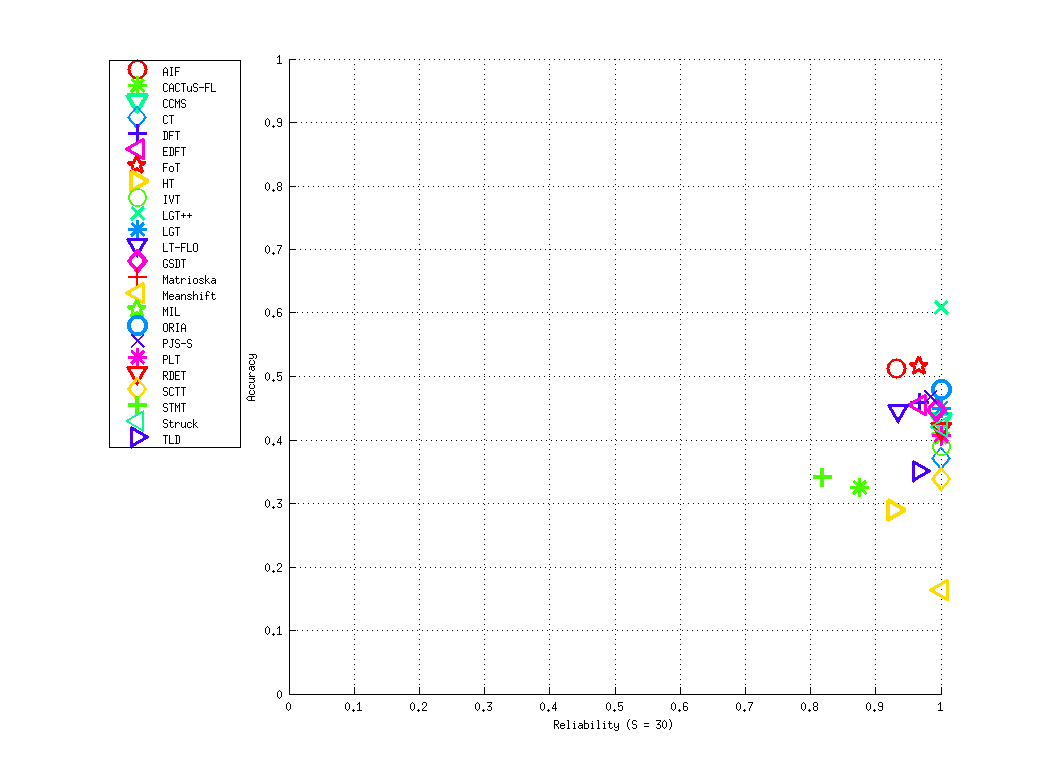 AIF
CACTuS-FL
CCMS
CT
DFT
EDFT
FoT
HT
IVT
LGT++
LGT
LT-FLO
GSDT
Matrioska
Meanshift
MIL
ORIA
PJS-S
PLT
RDET
SCTT
STMT
Struck
TLD
Accuracy
1
0.9
0.8
0.7
0.6
0.5
0.4
0.3
0.2
0.1
0
0 0.1 0.2 0.3 0.4 0.5 0.6 0.7 0.8 0.9 1
Reliability (S = 30)